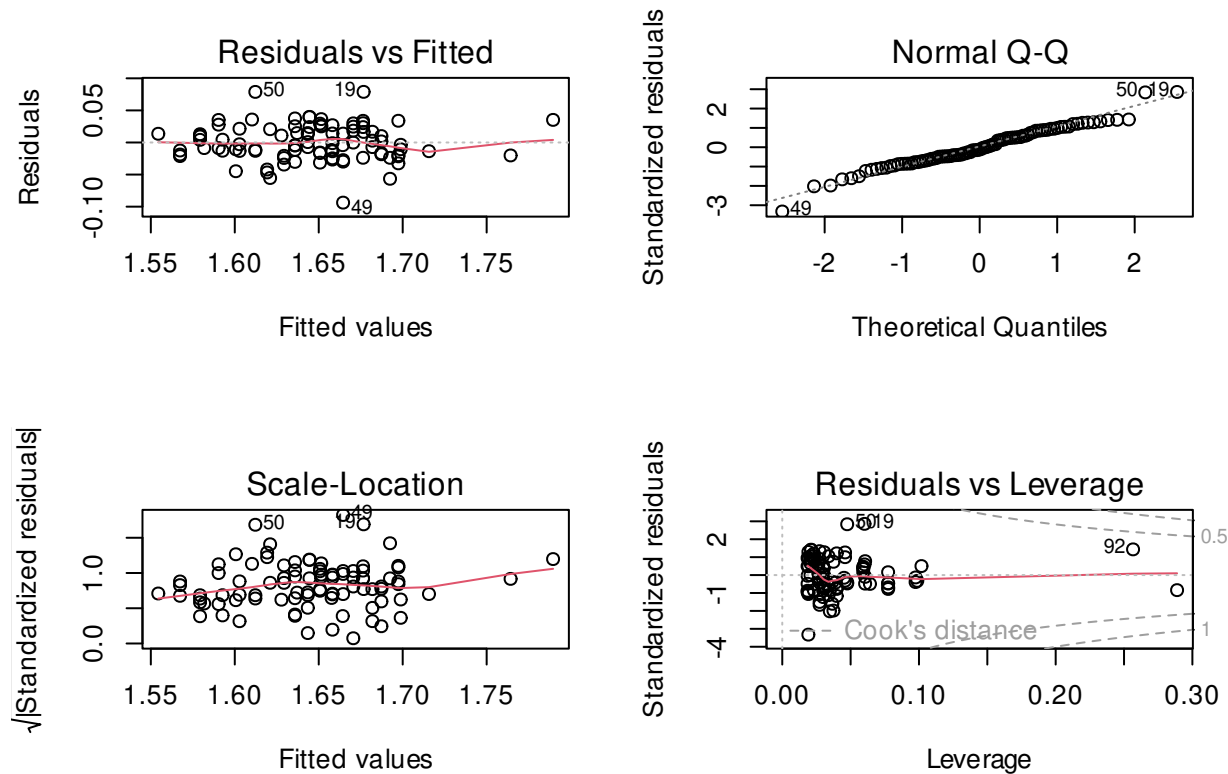 Residuals vs Fitted
Residuals
0.05
-0.10
50
19
49
1.55 1.60 1.65 1.70 1.75
Fitted values
Normal Q-Q
Standardized residuals
2
0
-3
50 19
49
-2 -1 0 1 2
Theoretical Quantiles
Scale-Location
√|Standardized residuals|
1.0
0.0
50
19
49
1.55 1.60 1.65 1.70 1.75
Fitted values
Residuals vs Leverage
Standardized residuals
2
-1
-4
50 19
92
0.5
1
Cook's distance
0.00 0.10 0.20 0.30
Leverage